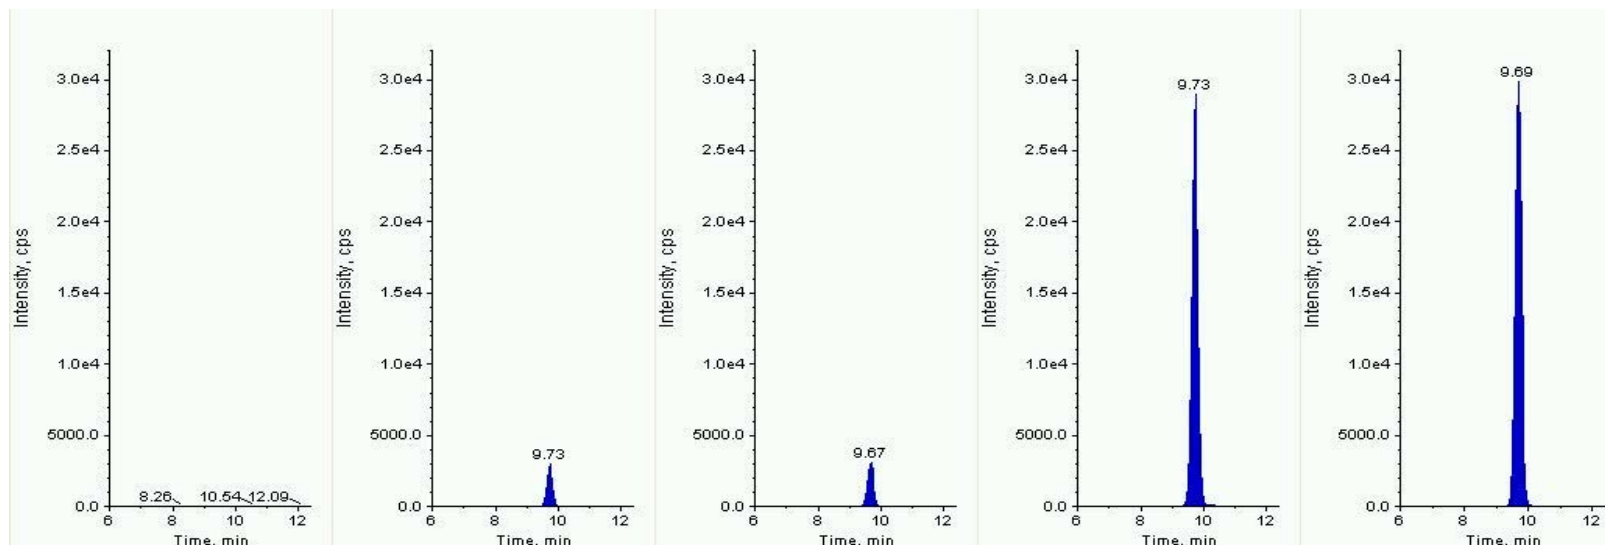 Intensity, cps
3.0e4
2.5e4
2.0e4
1.5e4
1.0e4
5000.0
0.0
8.26
10.54
12.09
6 8 10 12
Time, min
Intensity, cps
3.0e4
2.5e4
2.0e4
1.5e4
1.0e4
5000.0
0.0
9.73
6 8 10 12
Time, min
Intensity, cps
3.0e4
2.5e4
2.0e4
1.5e4
1.0e4
5000.0
0.0
9.67
6 8 10 12
Time, min
Intensity, cps
3.0e4
2.5e4
2.0e4
1.5e4
1.0e4
5000.0
0.0
9.73
6 8 10 12
Time, min
Intensity, cps
3.0e4
2.5e4
2.0e4
1.5e4
1.0e4
5000.0
0.0
9.69
6 8 10 12
Time, min